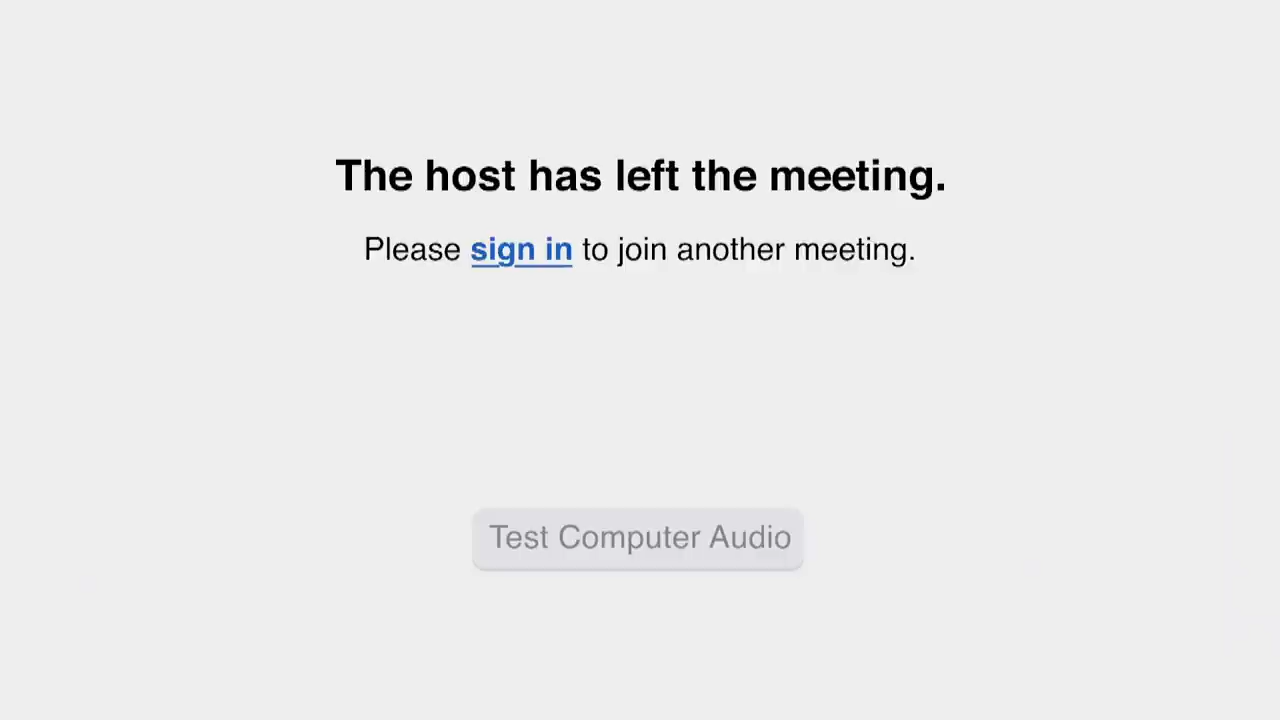 The host has left the meeting.
Please sign in to join another meeting.
Test Computer Audio